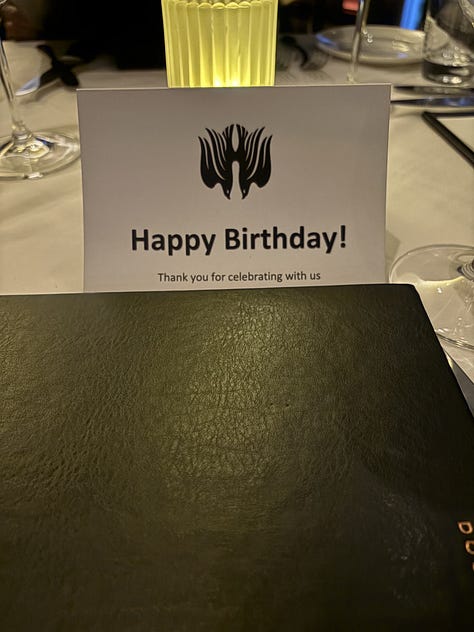 Happy Birthday!
Thank you for celebrating with us